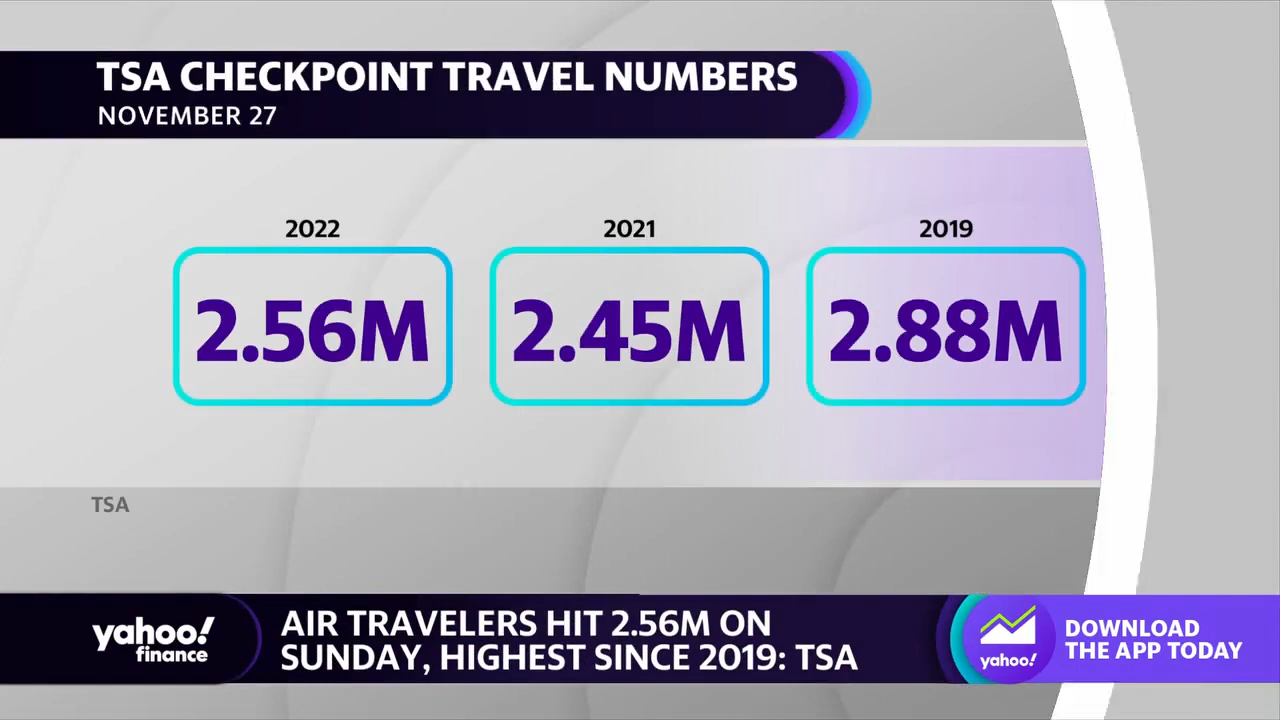 TSA CHECKPOINT TRAVEL NUMBERS
NOVEMBER 27
2022 2021 2019
2.56M 2.45M 2.88M
TSA
yahoo!
finance
AIR TRAVELERS HIT 2.56M ON
SUNDAY, HIGHEST SINCE 2019: TSA
yahoo!
DOWNLOAD
THE APP TODAY